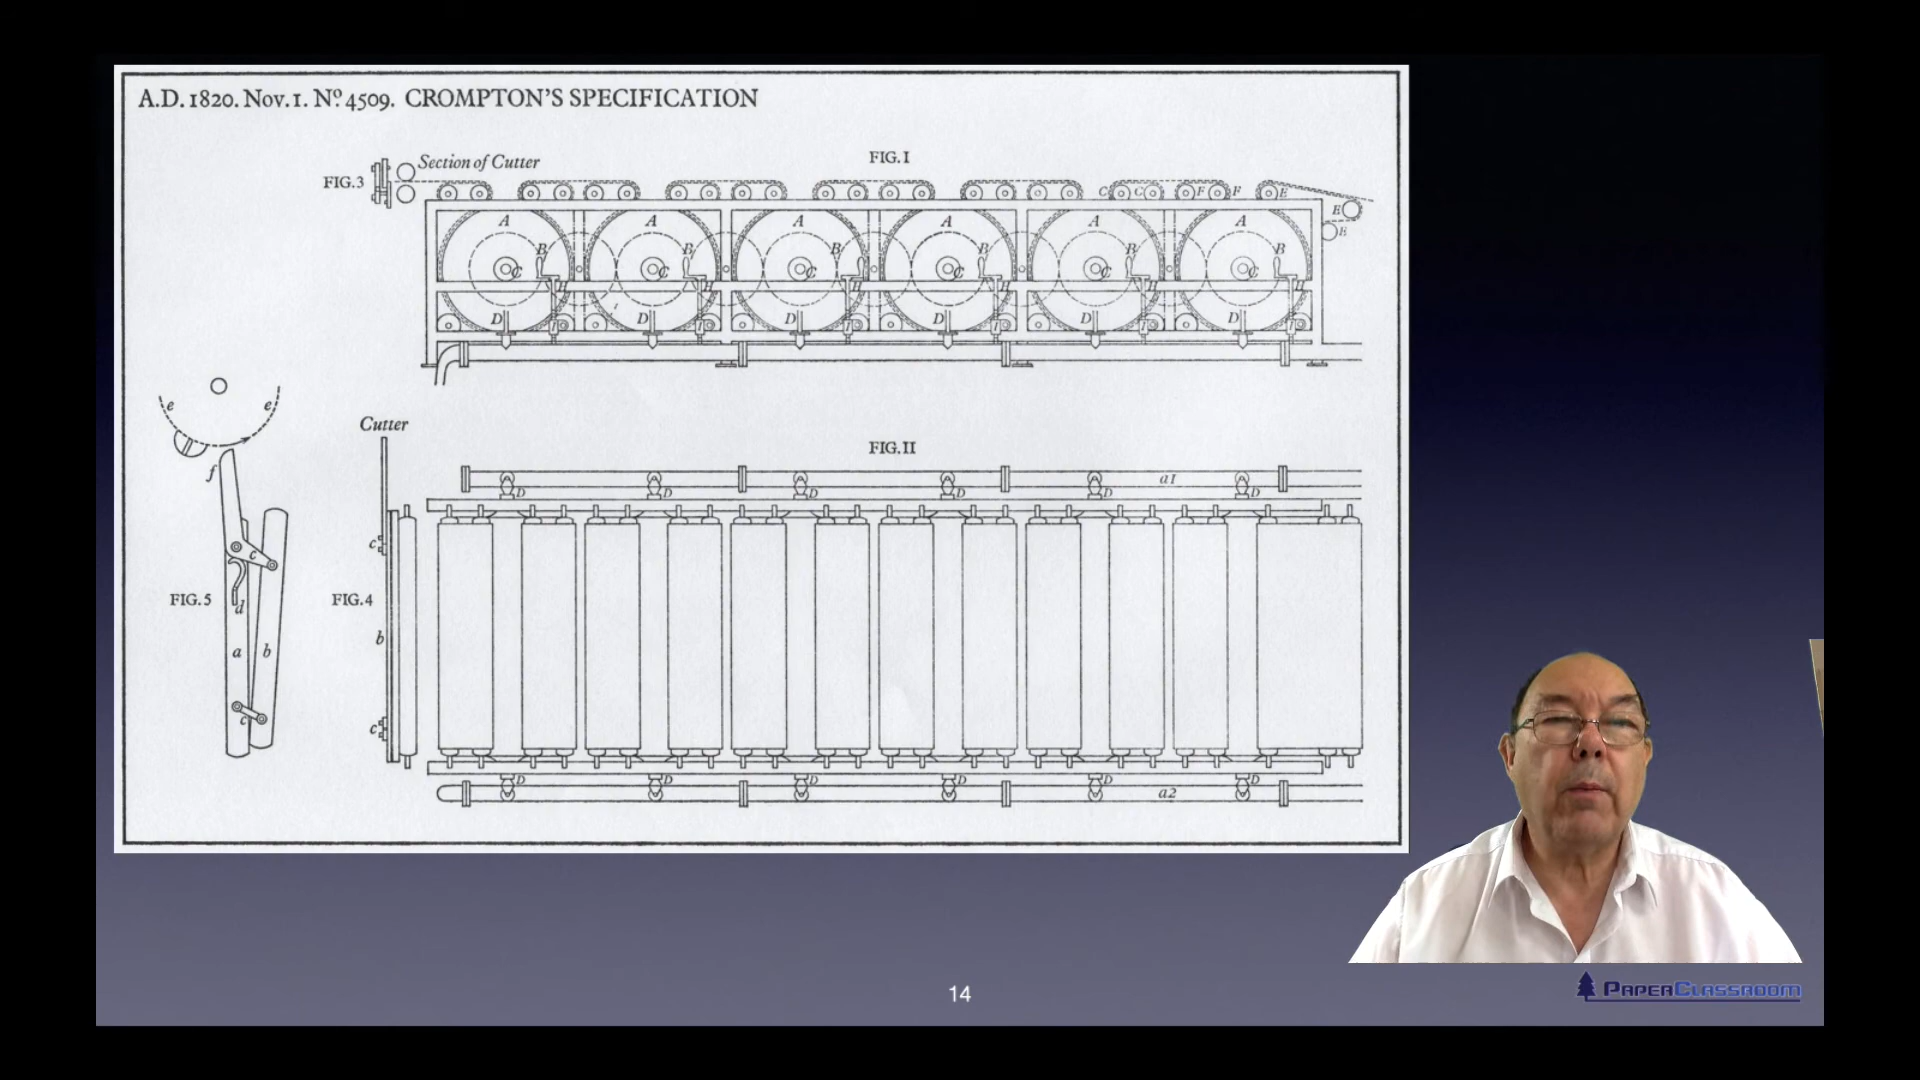 A.D. 1820. Nov. 1. Nº 4509. CROMPTON'S SPECIFICATION
FIG. I
Section of Cutter
FIG. 3
C C F F E
E
E
A A A A A A
B B B B B B
C C C C C C
H H H H H H
D D D D D D
I I I I I I
e e
f
c
FIG. 5
d
a b
c
Cutter
FIG. II
a1
D D D D D D
c
FIG. 4
b
c
D D D D D D
a2
14
PAPERCLASSROOM